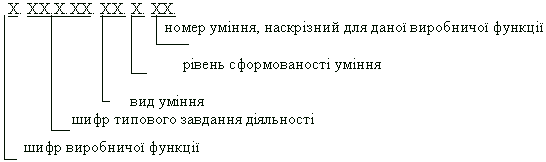 Х. ХХ.Х.ХХ. ХХ. Х. ХХ
номер уміння, наскрізний для даної виробничої функції
рівень сформованості уміння
вид уміння
шифр типового завдання діяльності
шифр виробничої функції